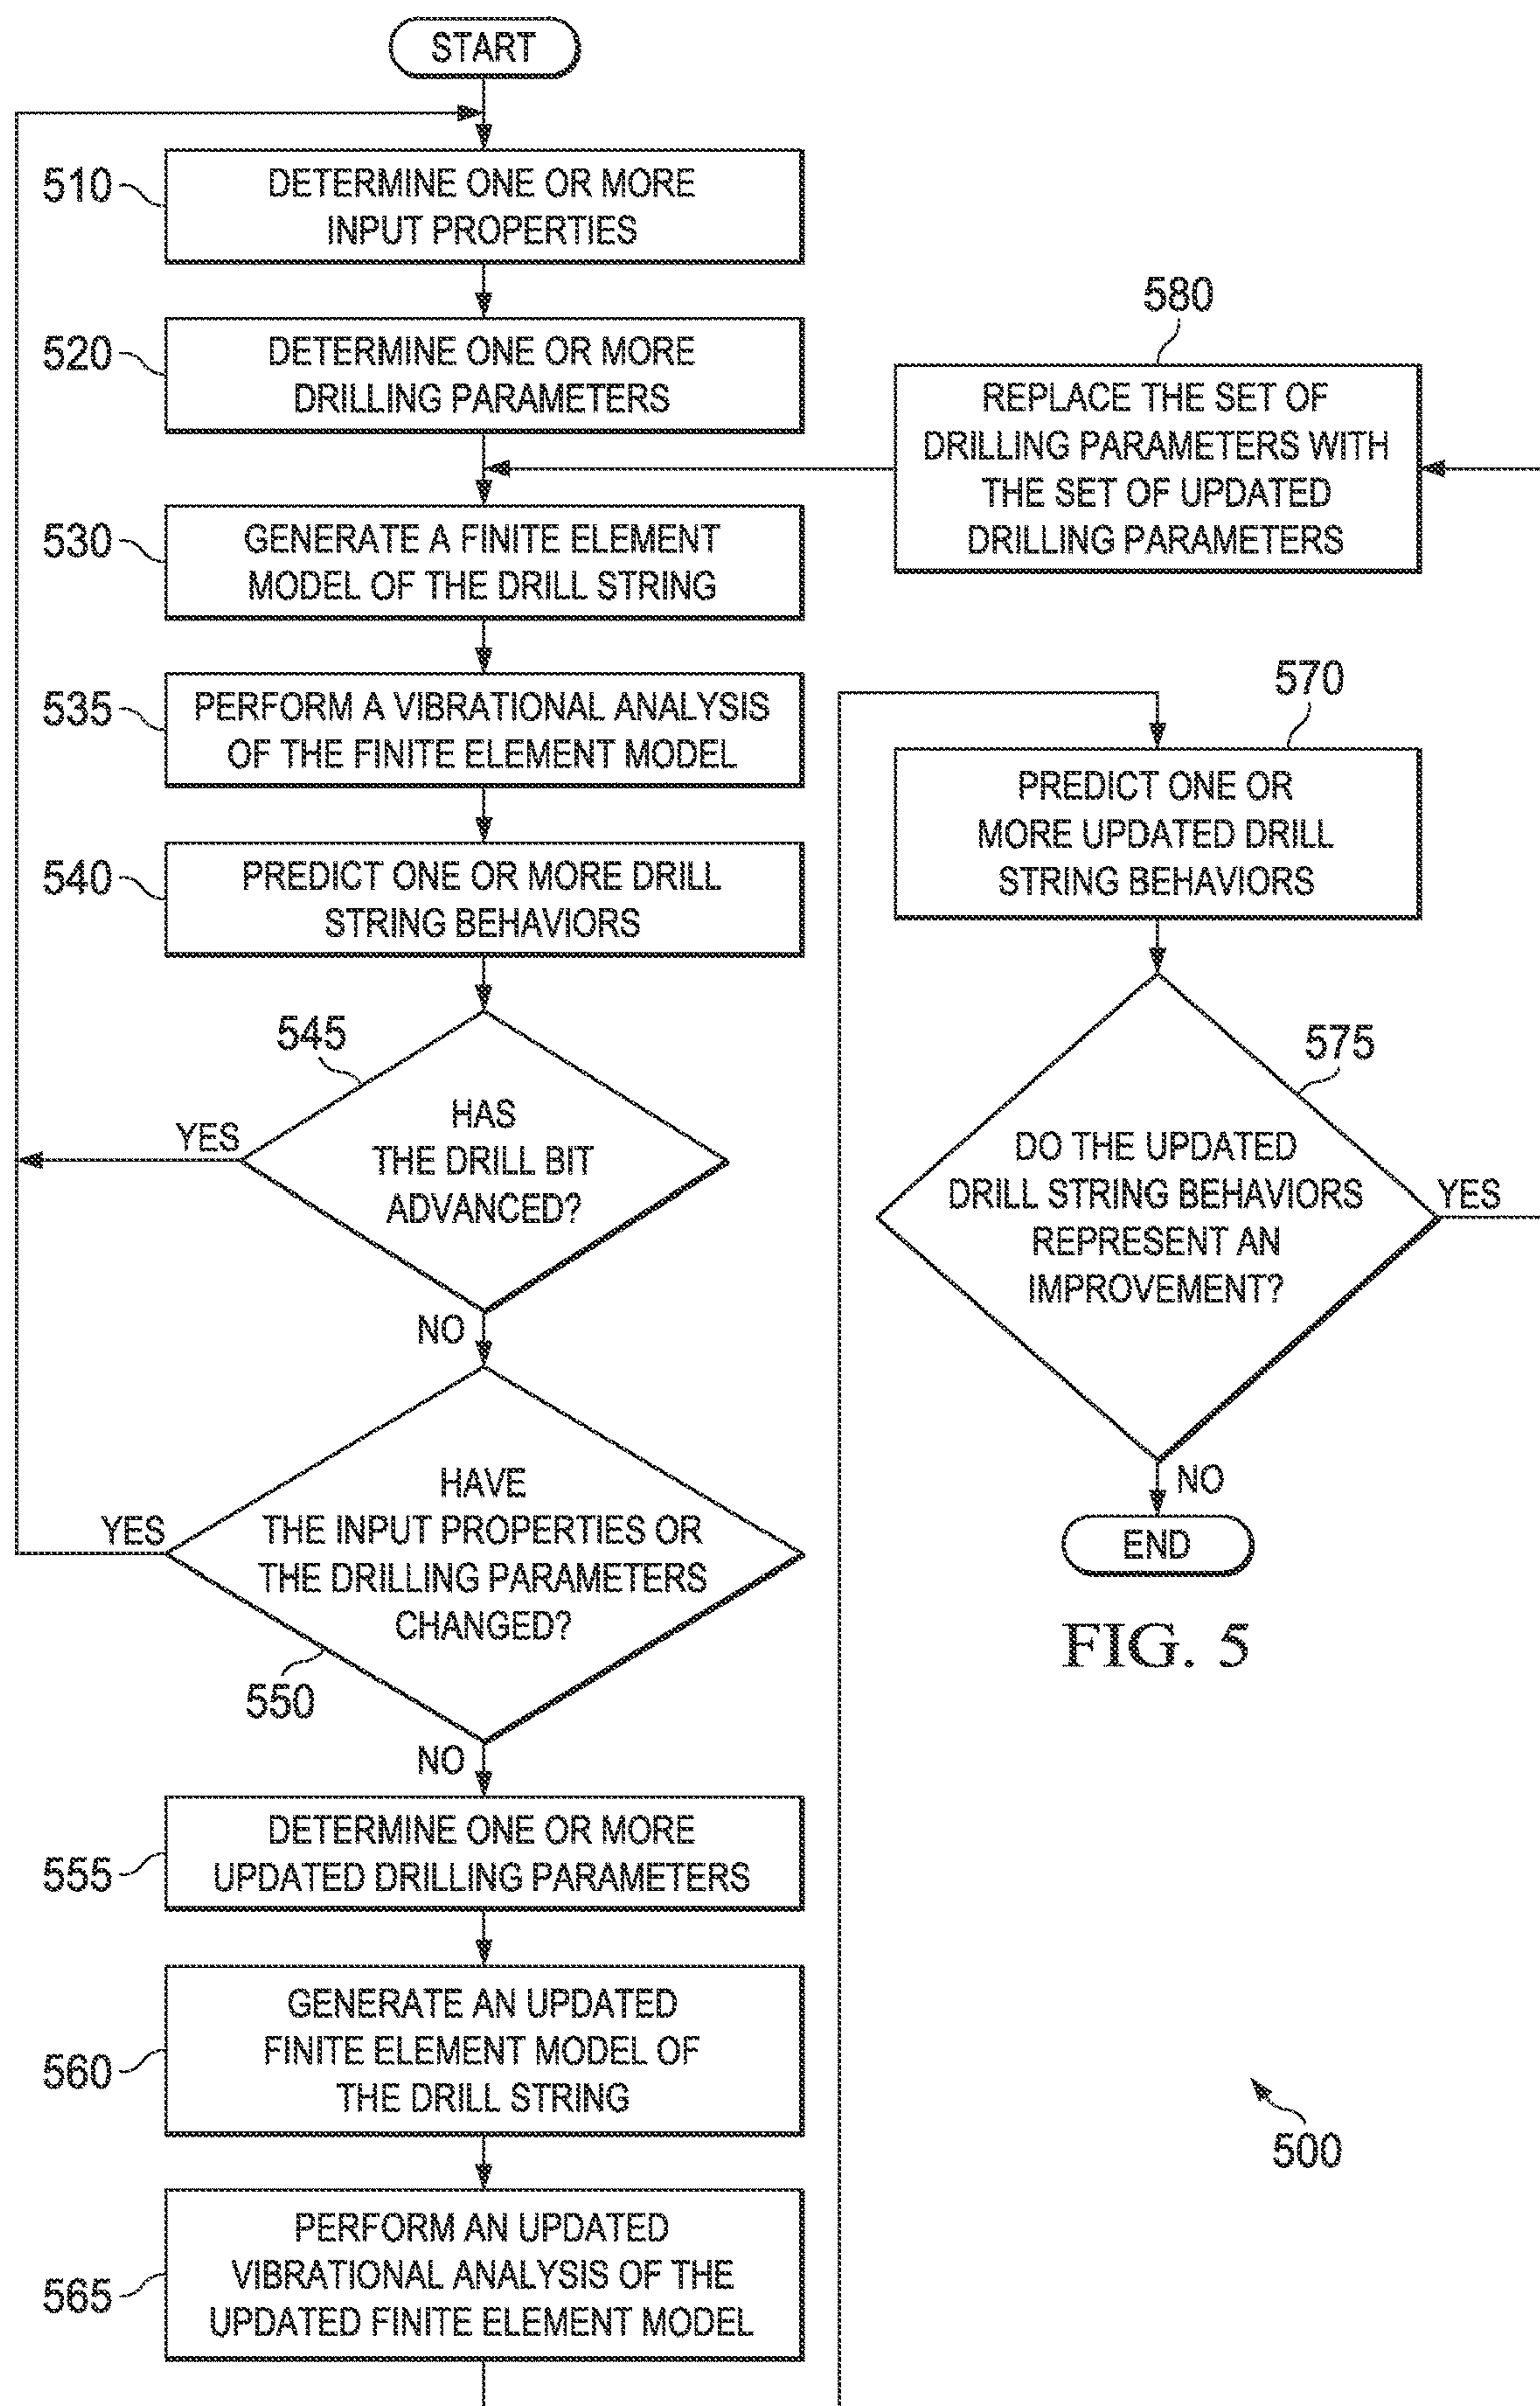 START
510
DETERMINE ONE OR MORE
INPUT PROPERTIES
520
DETERMINE ONE OR MORE
DRILLING PARAMETERS
530
GENERATE A FINITE ELEMENT
MODEL OF THE DRILL STRING
535
PERFORM A VIBRATIONAL ANALYSIS
OF THE FINITE ELEMENT MODEL
540
PREDICT ONE OR MORE DRILL
STRING BEHAVIORS
545
HAS
THE DRILL BIT
ADVANCED?
YES
NO
HAVE
THE INPUT PROPERTIES OR
THE DRILLING PARAMETERS
CHANGED?
YES
550
NO
555
DETERMINE ONE OR MORE
UPDATED DRILLING PARAMETERS
560
GENERATE AN UPDATED
FINITE ELEMENT MODEL OF
THE DRILL STRING
565
PERFORM AN UPDATED
VIBRATIONAL ANALYSIS OF THE
UPDATED FINITE ELEMENT MODEL
580
REPLACE THE SET OF
DRILLING PARAMETERS WITH
THE SET OF UPDATED
DRILLING PARAMETERS
570
PREDICT ONE OR
MORE UPDATED DRILL
STRING BEHAVIORS
575
DO THE UPDATED
DRILL STRING BEHAVIORS
REPRESENT AN
IMPROVEMENT?
YES
NO
END
FIG. 5
500